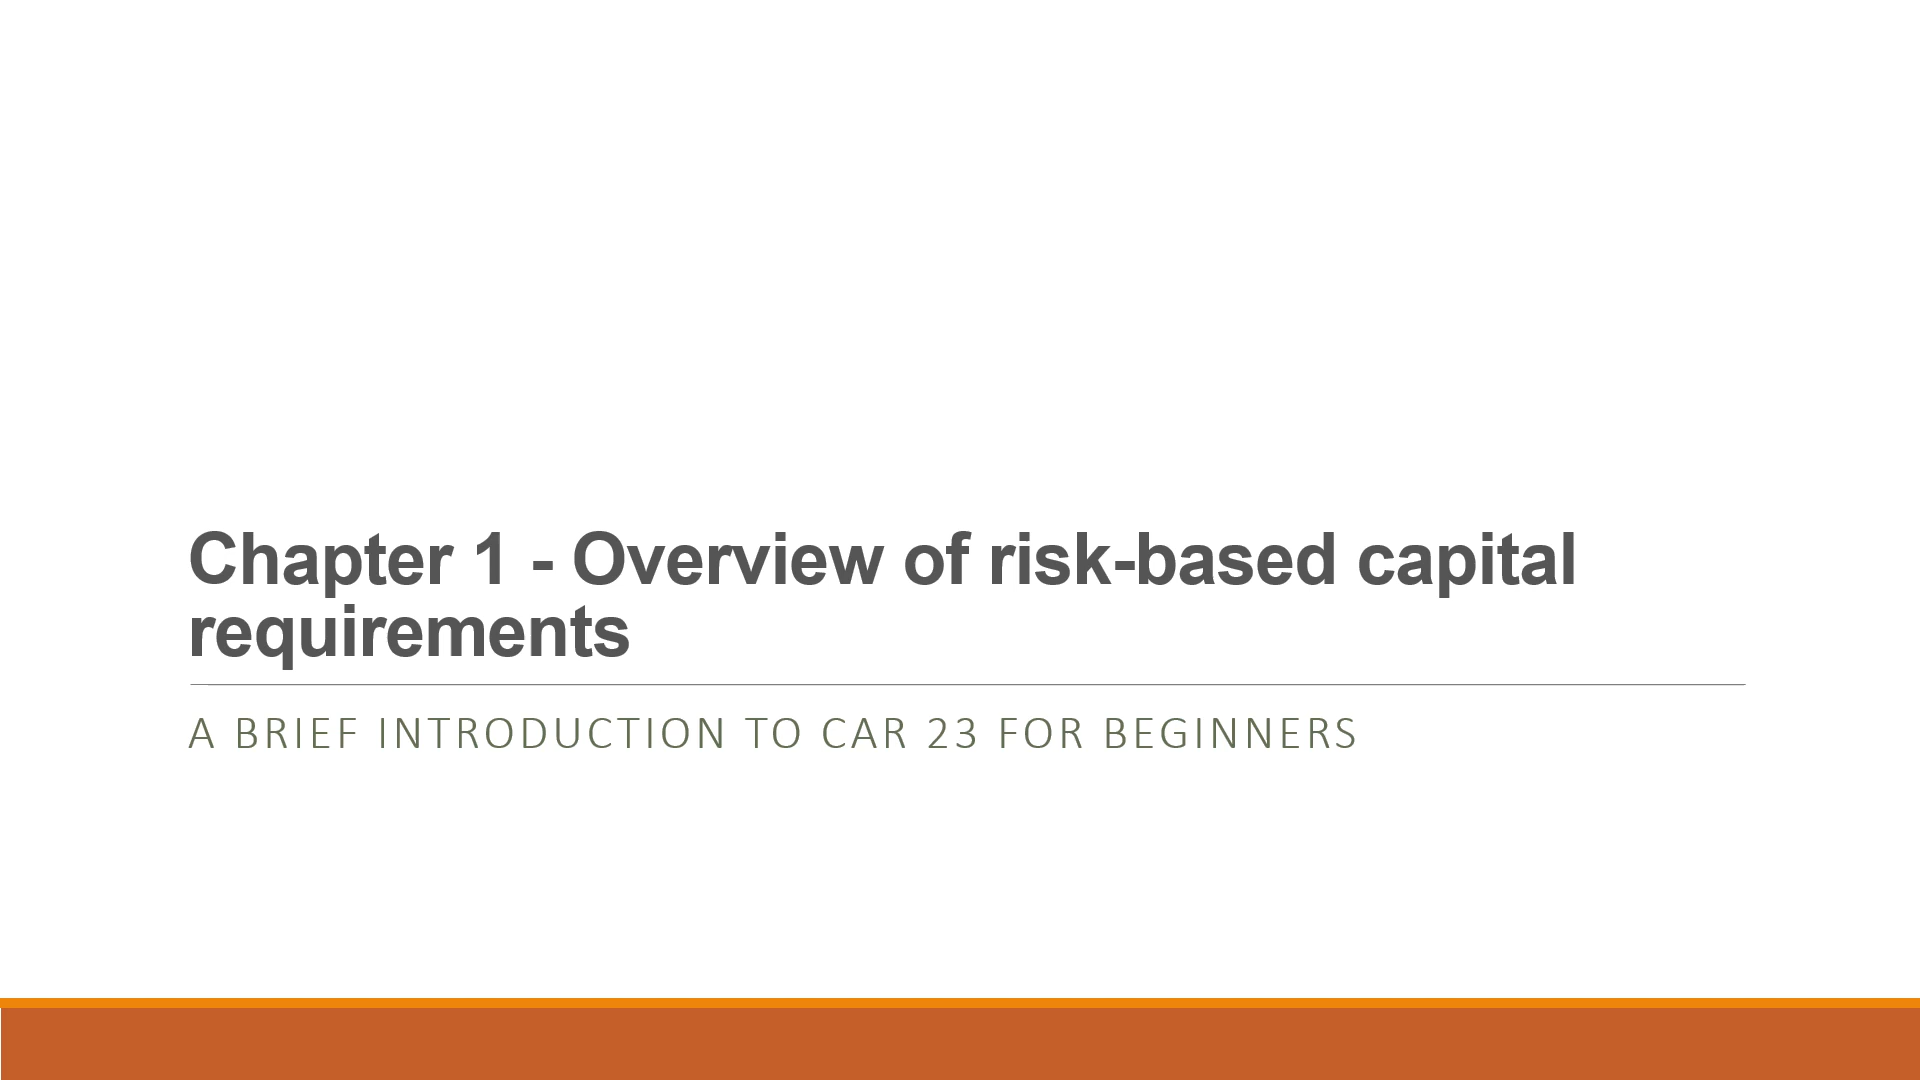 Chapter 1 - Overview of risk-based capital
requirements
A BRIEF INTRODUCTION TO CAR 23 FOR BEGINNERS